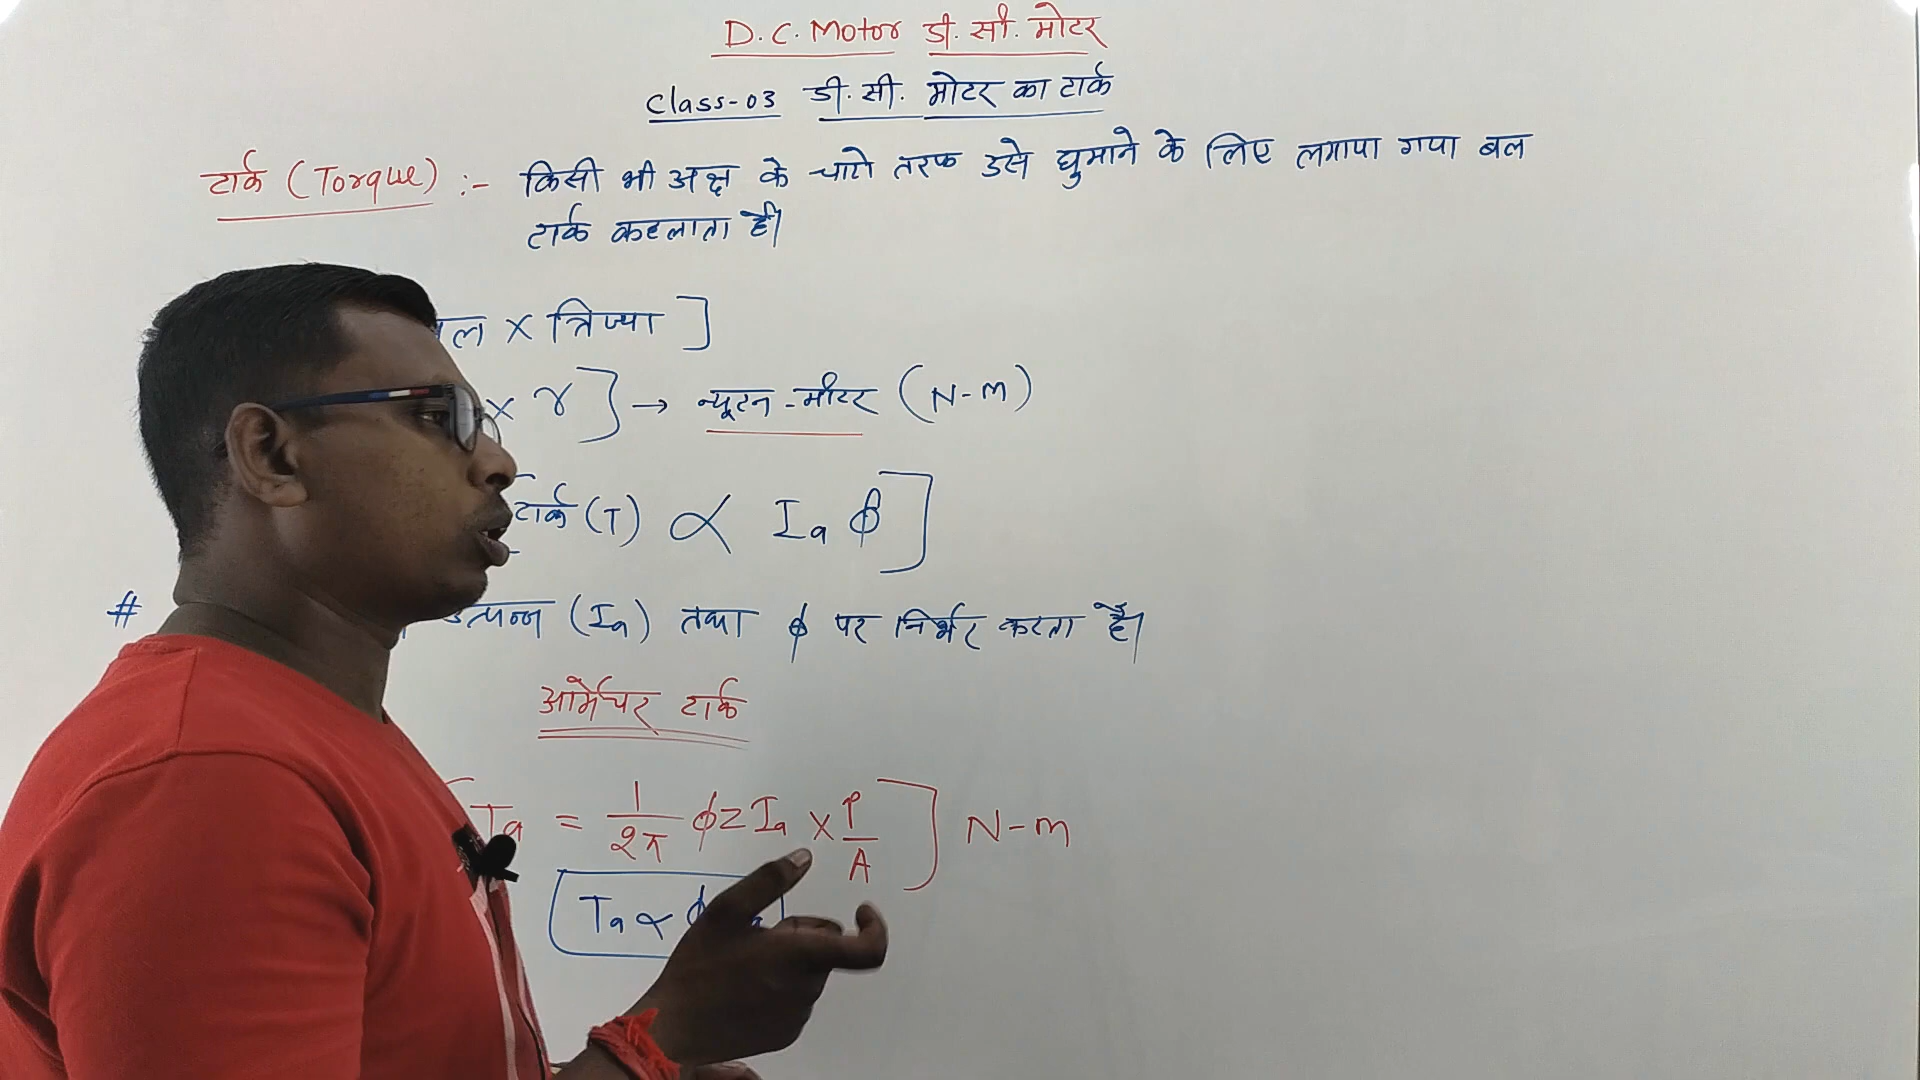 D.C. Motor डी.सी. मोटर
Class-03 डी.सी. मोटर का टार्क
टार्क (Torque) :- किसी भी अक्ष के चारो तरफ उसे घुमाने के लिए लगाया गया बल
टार्क कहलाता है।
× त्रिज्या ]
× r ] → न्यूटन-मीटर (N-m)
टार्क (T) ∝ Ia ϕ ]
# उत्पन्न (Ia) तथा ϕ पर निर्भर करता है।
आर्मेचर टार्क
[ Ta = 1/2π ϕZIa × P/A ] N-m
Ta ∝ ϕ